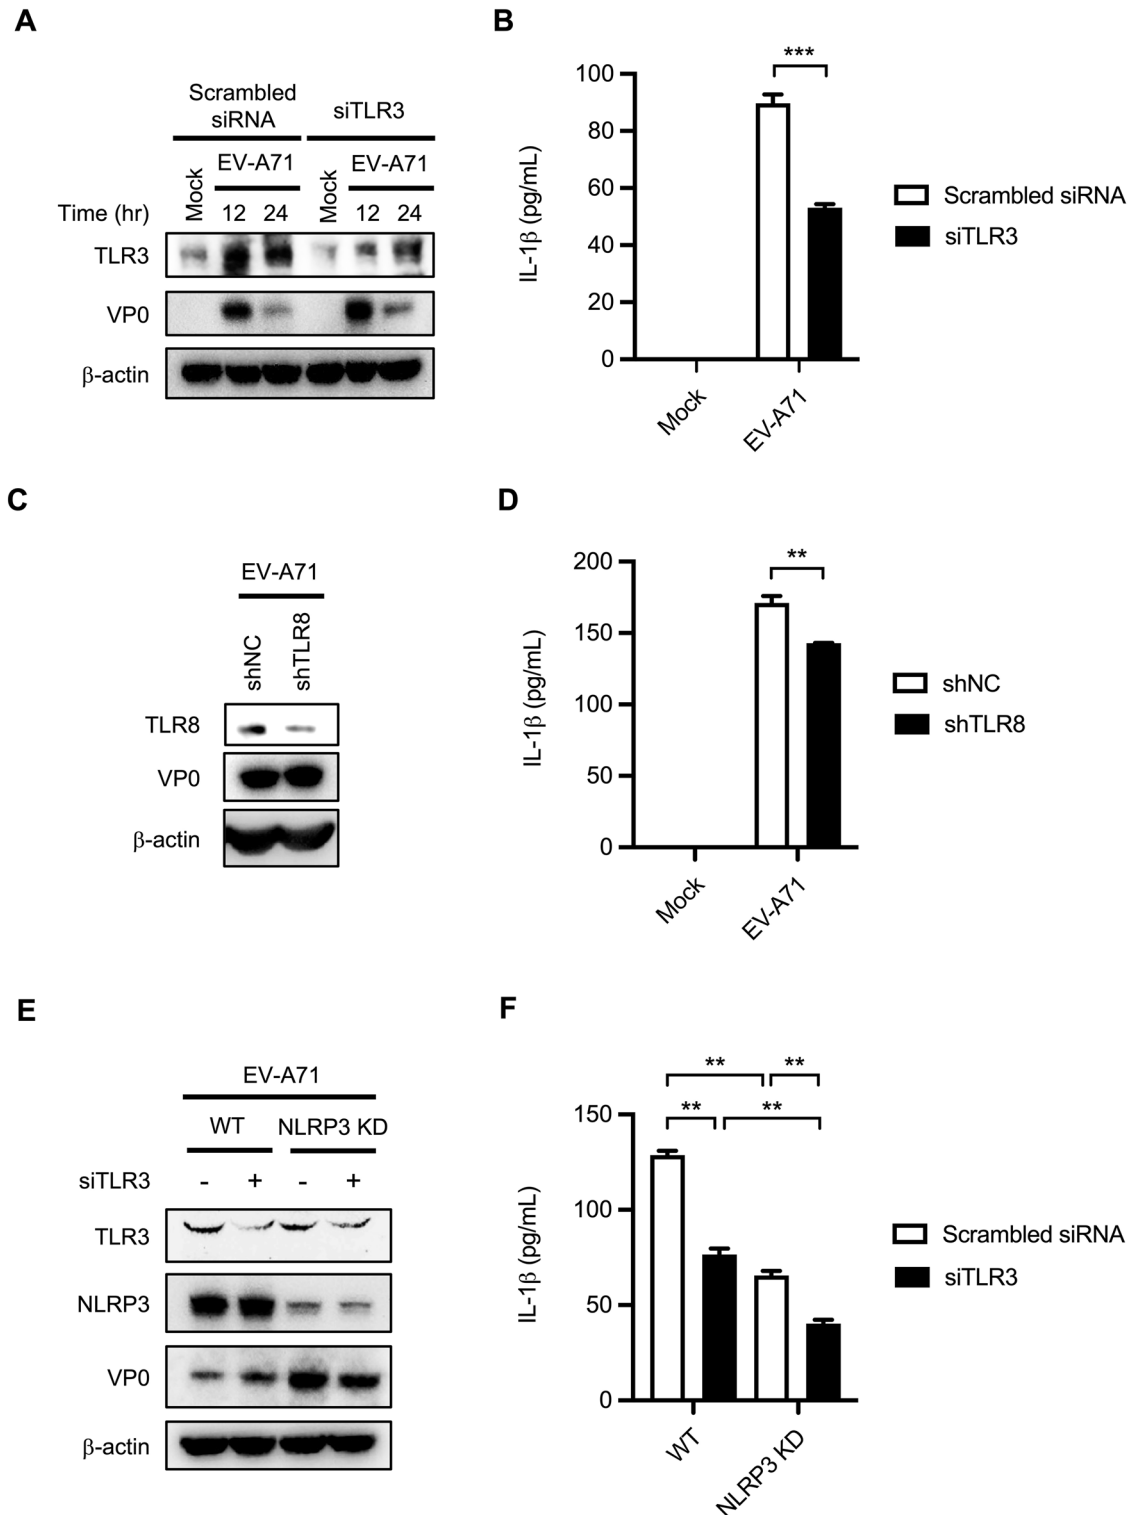 A
Scrambled
siRNA
siTLR3
Mock
EV-A71
Mock
EV-A71
Time (hr)
12
24
12
24
TLR3
VP0
β-actin
B
***
100
80
60
40
20
0
IL-1β (pg/mL)
Mock
EV-A71
Scrambled siRNA
siTLR3
C
EV-A71
shNC
shTLR8
TLR8
VP0
β-actin
D
**
200
150
100
50
0
IL-1β (pg/mL)
Mock
EV-A71
shNC
shTLR8
E
EV-A71
WT
NLRP3 KD
siTLR3
-
+
-
+
TLR3
NLRP3
VP0
β-actin
F
**
**
**
**
150
100
50
0
IL-1β (pg/mL)
WT
NLRP3 KD
Scrambled siRNA
siTLR3